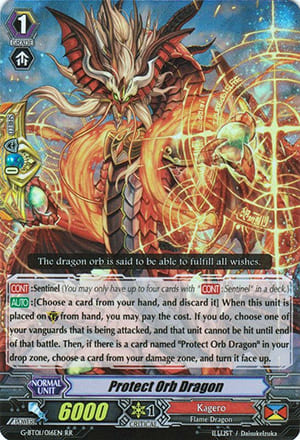 1
GRADE
The dragon orb is said to be able to fulfill all wishes.
CONT :Sentinel (You may only have up to four cards with " CONT :Sentinel" in a deck.)
AUTO :[Choose a card from your hand, and discard it] When this unit is
placed on from hand, you may pay the cost. If you do, choose one of
your vanguards that is being attacked, and that unit cannot be hit until end
of that battle. Then, if there is a card named "Protect Orb Dragon" in your
drop zone, choose a card from your damage zone, and turn it face up.
NORMAL
UNIT
Protect Orb Dragon
POWER
6000
1
CRITICAL
Kagero
Flame Dragon
G-BT01/016EN RR
ILLUST / Daisukeizuka